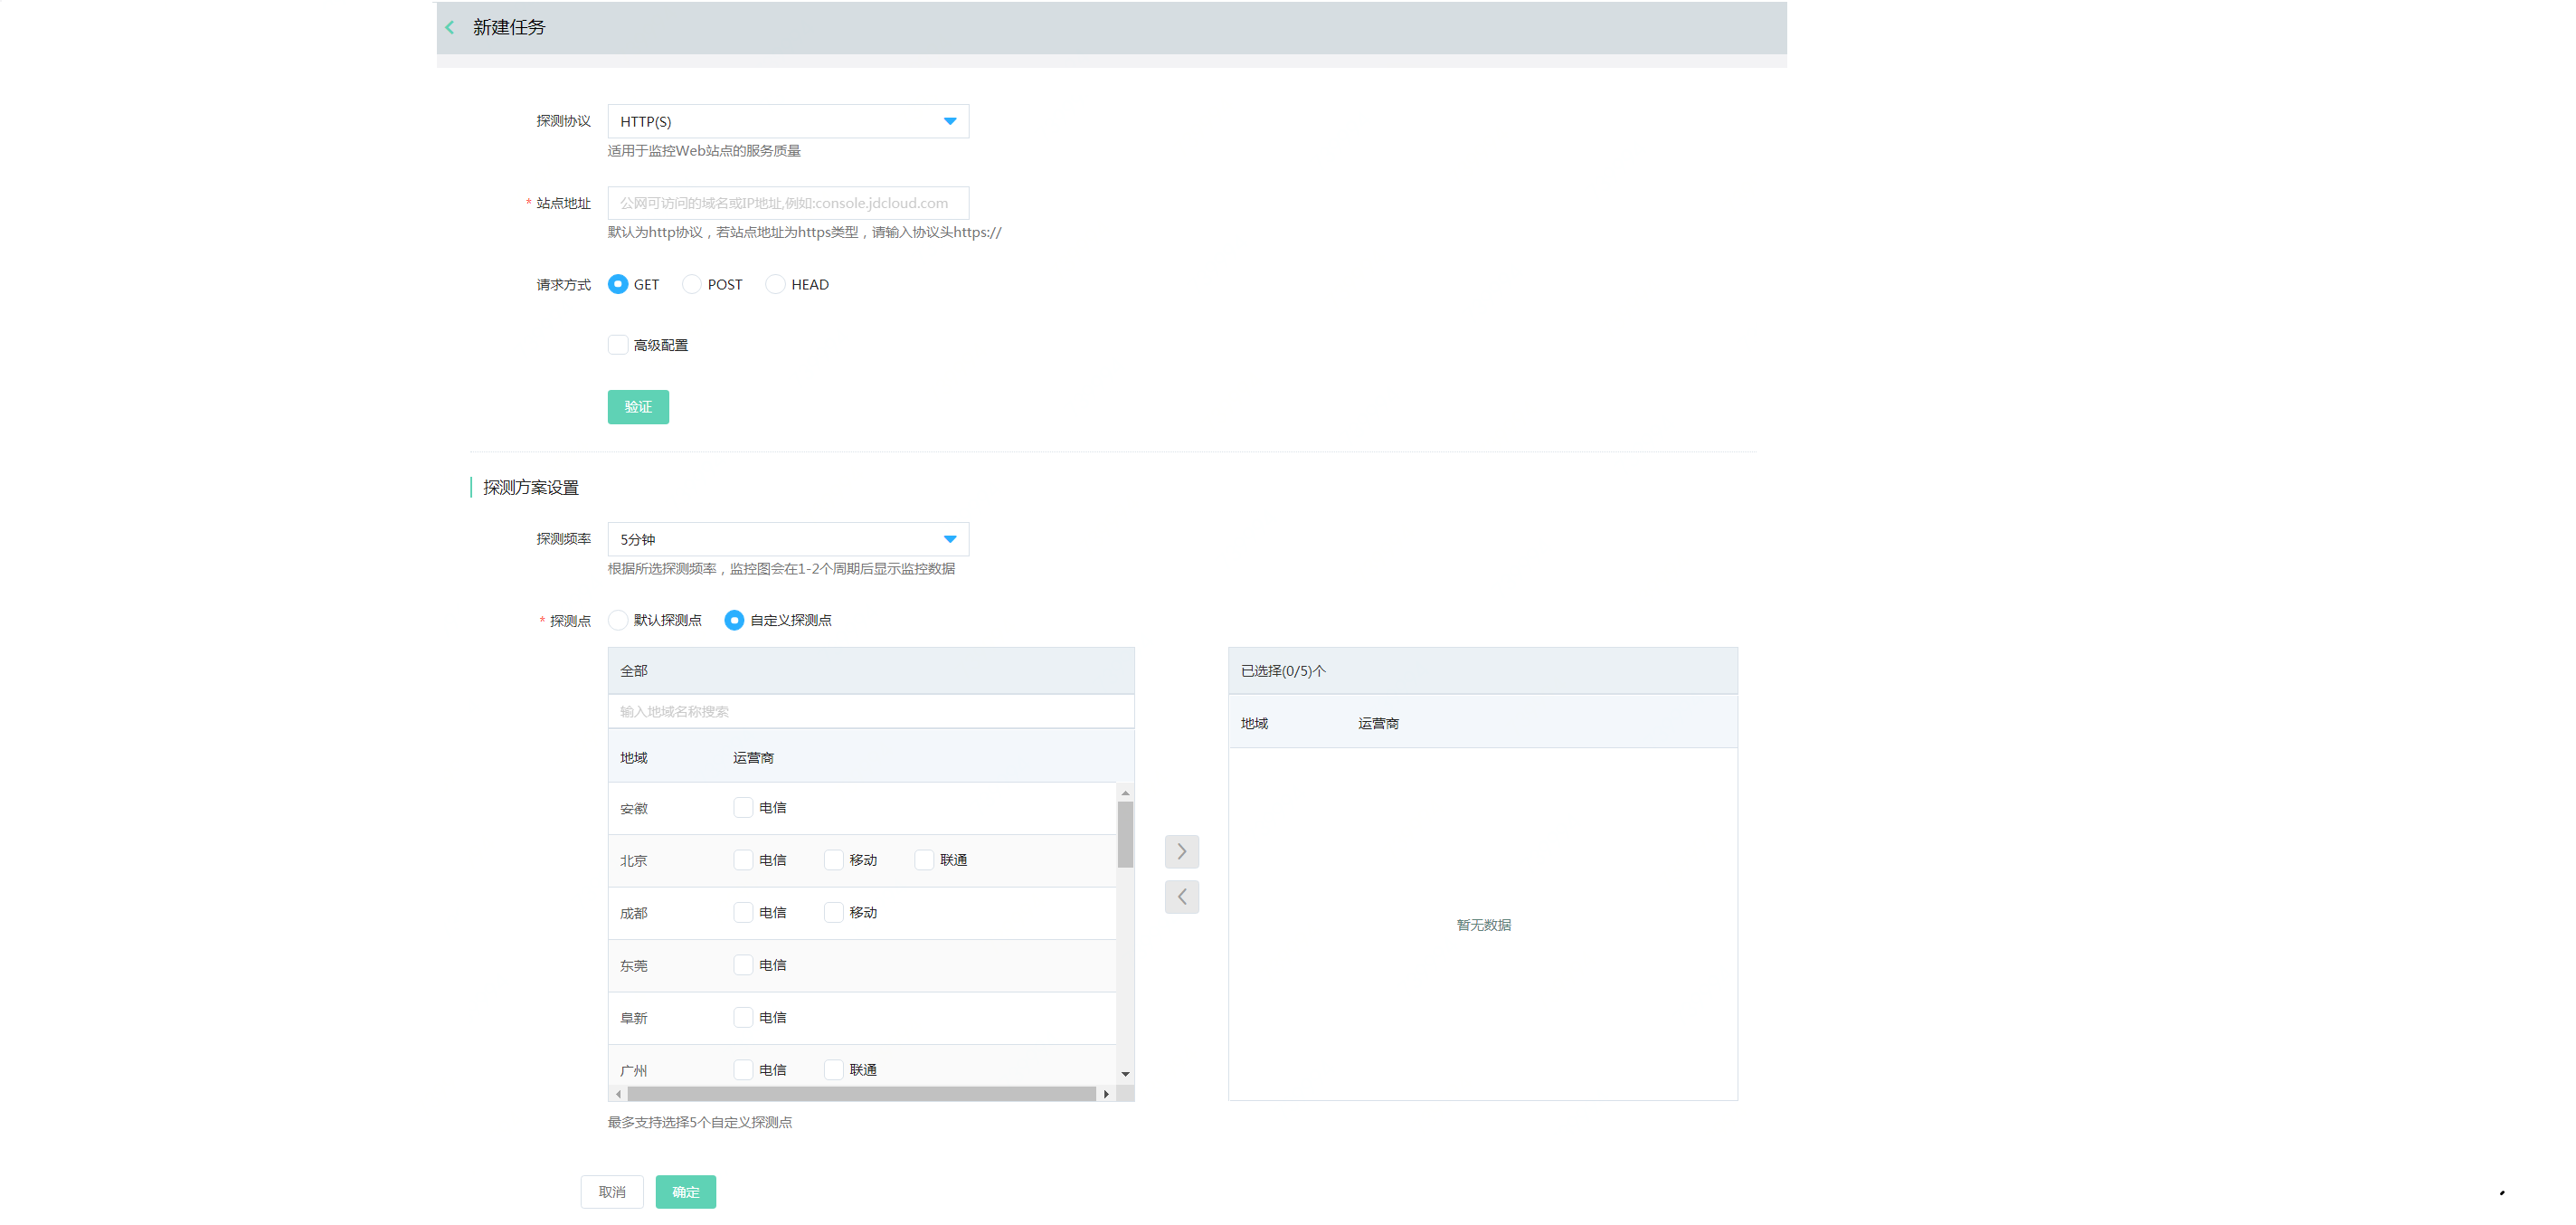 新建任务
探测协议 HTTP(S)
适用于监控Web站点的服务质量
* 站点地址 公网可访问的域名或IP地址,例如:console.jdcloud.com
默认为http协议，若站点地址为https类型，请输入协议头https://
请求方式 GET POST HEAD
高级配置
验证
探测方案设置
探测频率 5分钟
根据所选探测频率，监控图会在1-2个周期后显示监控数据
* 探测点 默认探测点 自定义探测点
全部
输入地域名称搜索
地域 运营商
安徽 电信
北京 电信 移动 联通
成都 电信 移动
东莞 电信
阜新 电信
广州 电信 联通
已选择(0/5)个
地域 运营商
暂无数据
最多支持选择5个自定义探测点
取消 确定